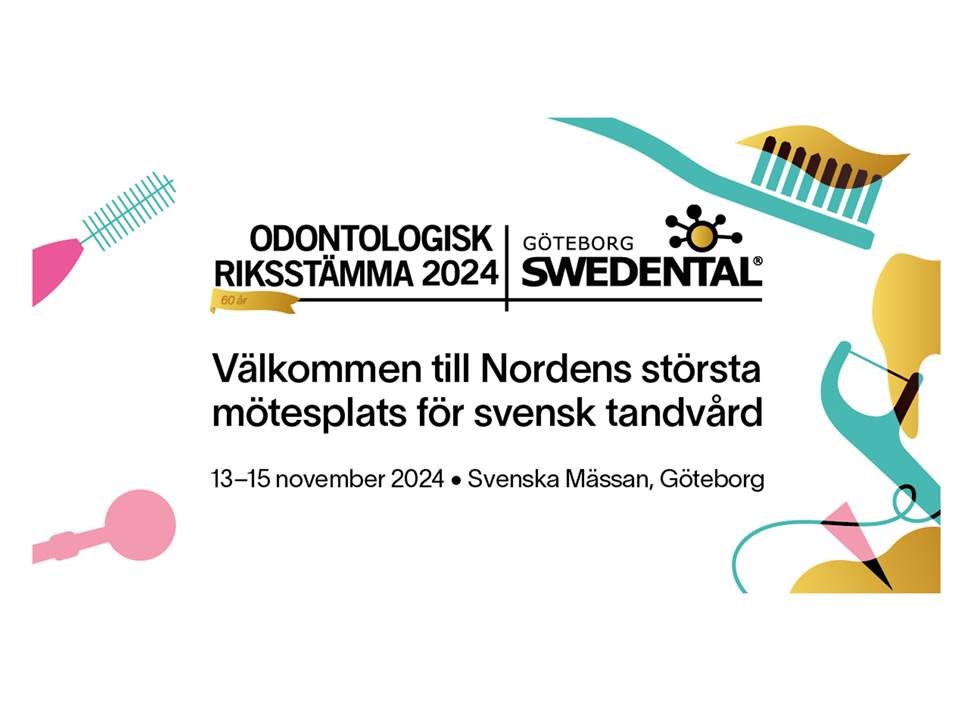 ODONTOLOGISK
RIKSSTÄMMA 2024
60 år
GÖTEBORG
SWEDENTAL®
Välkommen till Nordens största
mötesplats för svensk tandvård
13–15 november 2024 • Svenska Mässan, Göteborg